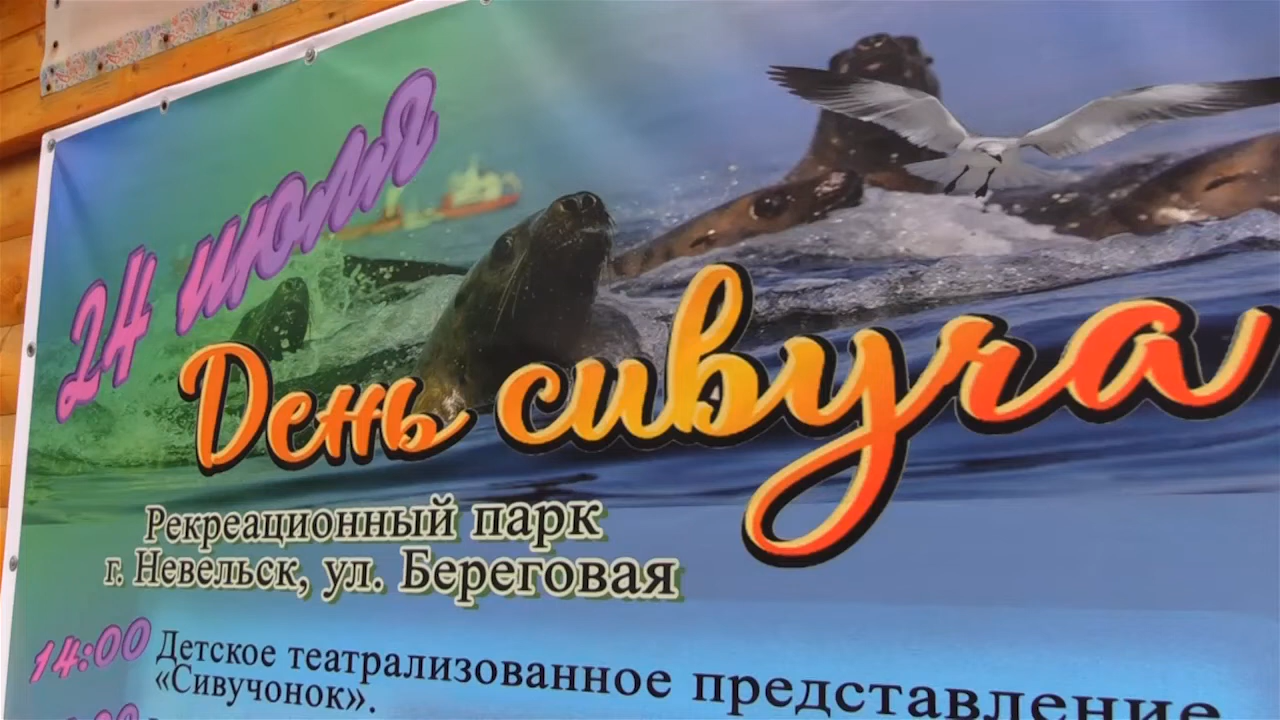 24 июля
День сивуча
Рекреационный парк
г. Невельск, ул. Береговая
14:00 Детское театрализованное представление
«Сивучонок».